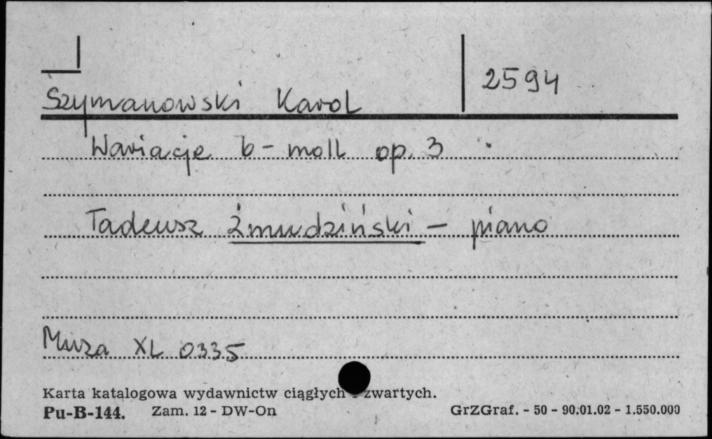 Szymanowski Karol
2594
Wariacje b-moll op. 3
Tadeusz Żmudziński - piano
Muza XL 0335
Karta katalogowa wydawnictw ciągłych i zwartych.
Pu-B-144. Zam. 12 - DW-On GrZGraf. - 50 - 90.01.02 - 1.550.000